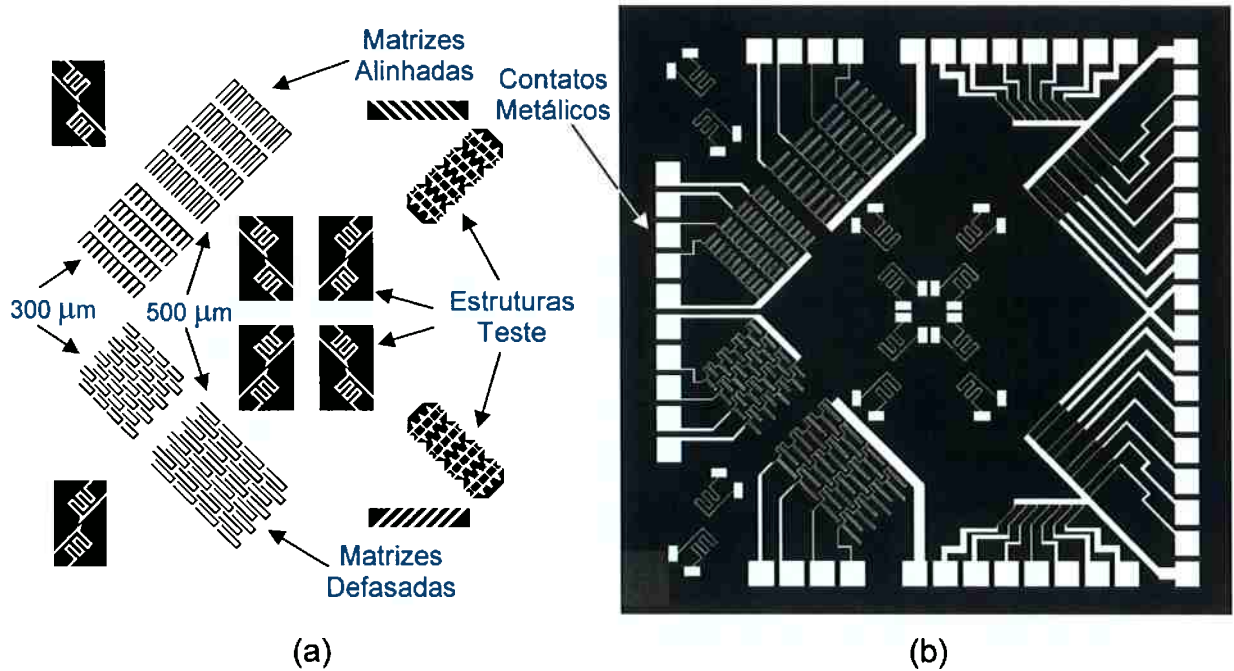 Matrizes
Alinhadas
Contatos
Metálicos
300 µm
500 µm
Estruturas
Teste
Matrizes
Defasadas
(a)
(b)